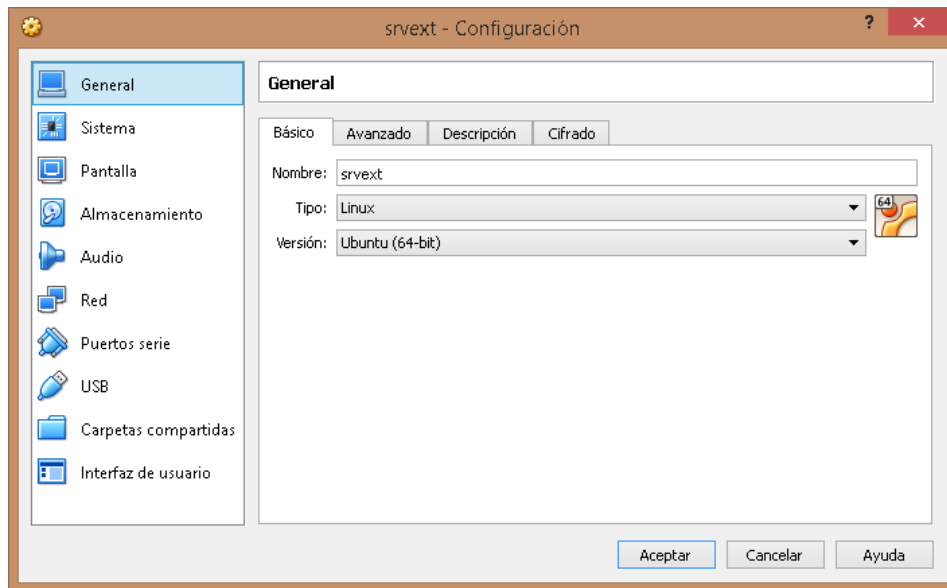 srvext - Configuración
?
×
General
Sistema
Pantalla
Almacenamiento
Audio
Red
Puertos serie
USB
Carpetas compartidas
Interfaz de usuario
General
Básico Avanzado Descripción Cifrado
Nombre: srvext
Tipo: Linux
64
Versión: Ubuntu (64-bit)
Aceptar Cancelar Ayuda